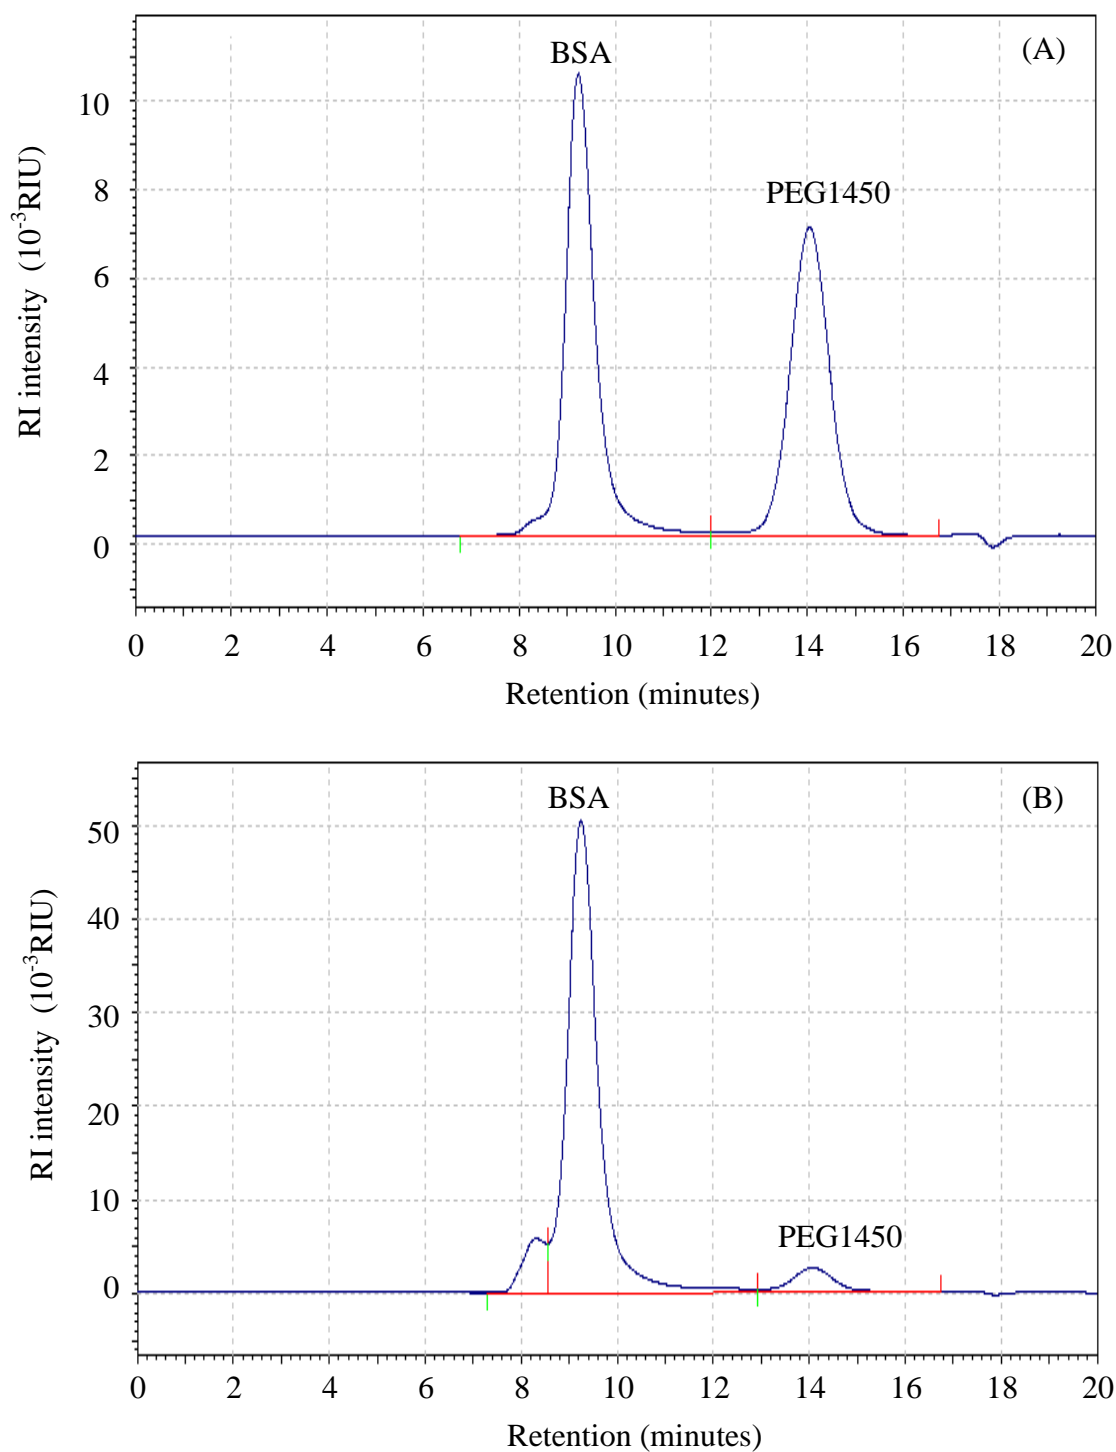 BSA
(A)
10
PEG1450
8
6
4
2
0
RI intensity (10⁻³RIU)
0 2 4 6 8 10 12 14 16 18 20
Retention (minutes)
BSA
(B)
50
40
30
20
10
PEG1450
0
RI intensity (10⁻³RIU)
0 2 4 6 8 10 12 14 16 18 20
Retention (minutes)